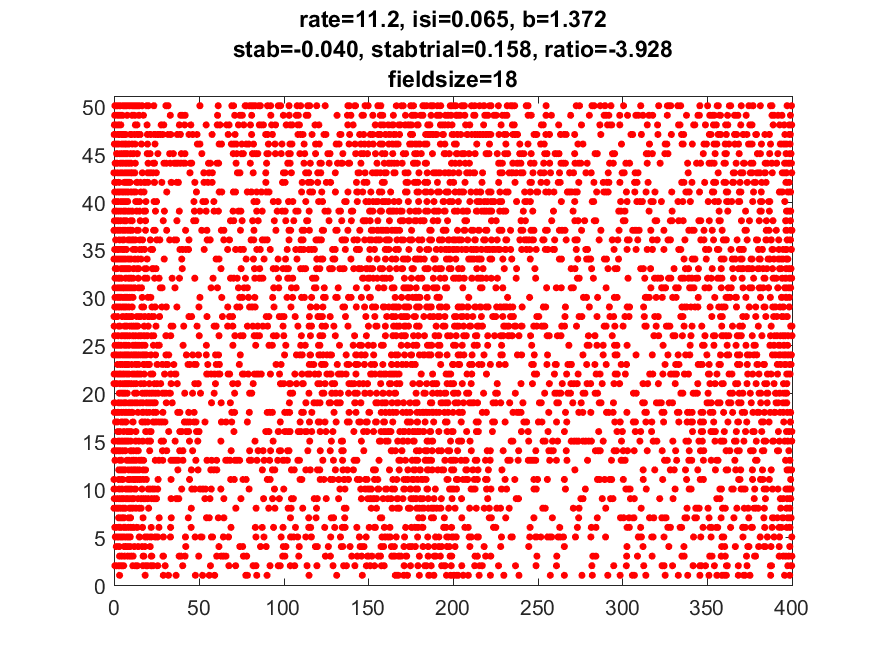 rate=11.2, isi=0.065, b=1.372
stab=-0.040, stabtrial=0.158, ratio=-3.928
fieldsize=18
50
45
40
35
30
25
20
15
10
5
0
0 50 100 150 200 250 300 350 400